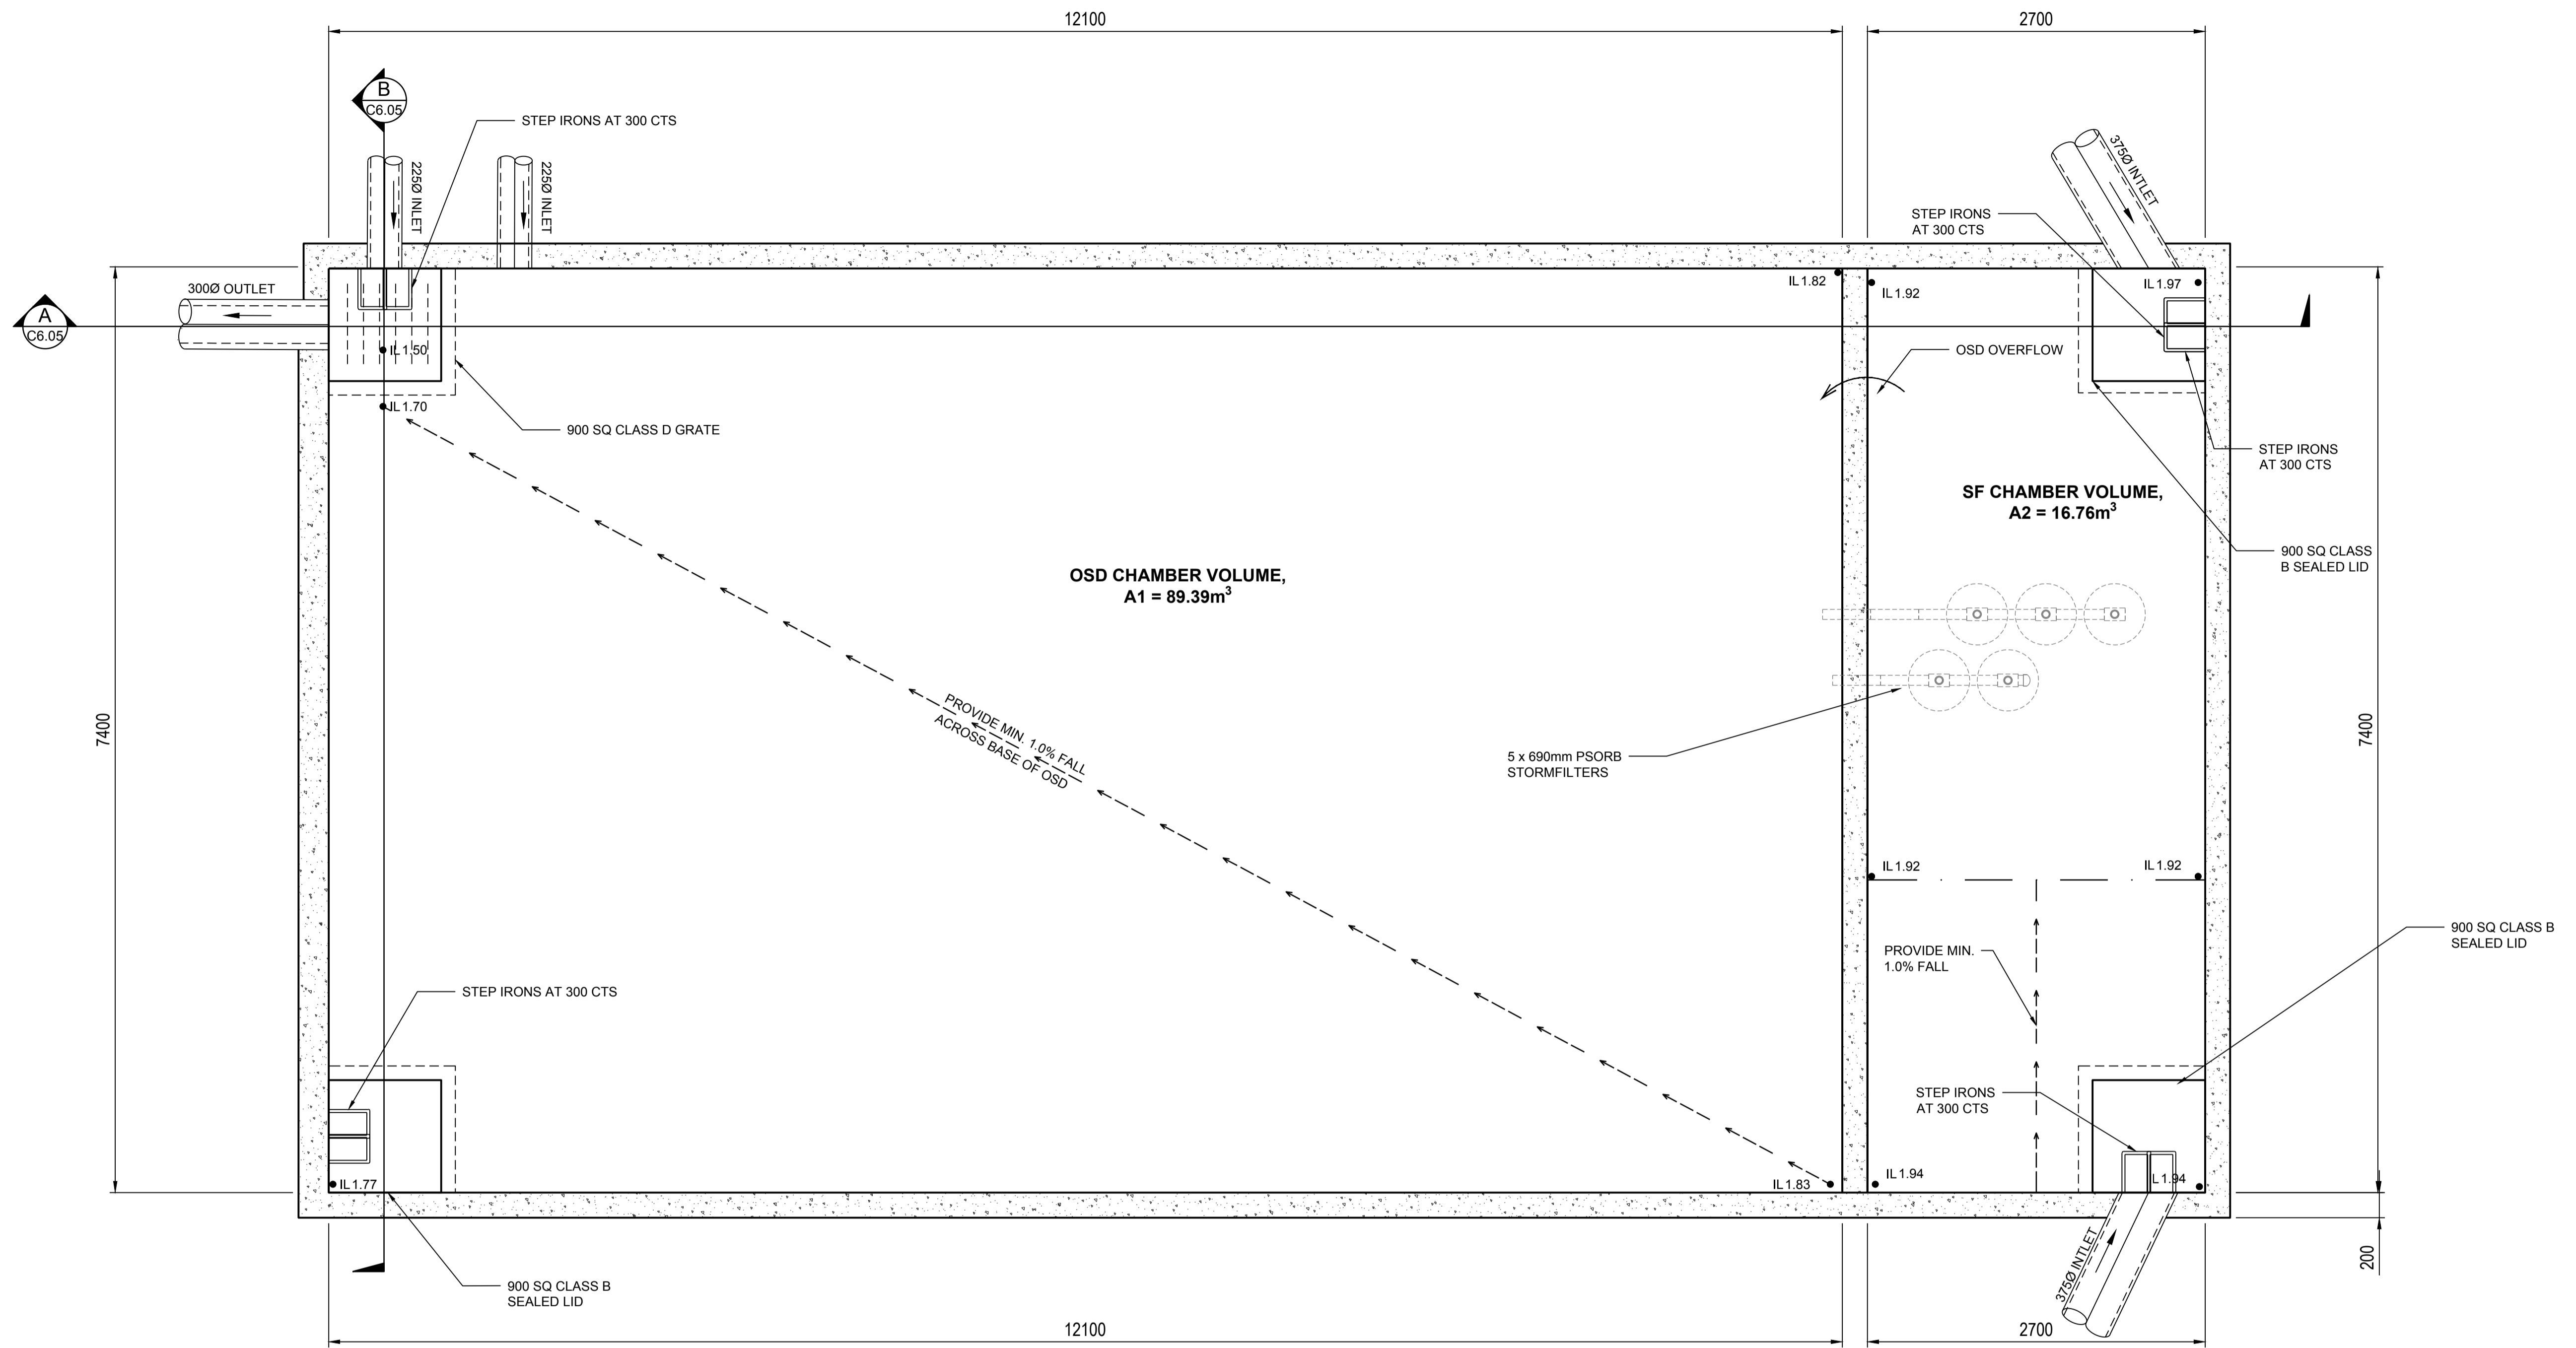 12100
2700
B
C6.05
STEP IRONS AT 300 CTS
225Ø INLET
225Ø INLET
375Ø INTLET
STEP IRONS
AT 300 CTS
300Ø OUTLET
A
C6.05
IL 1.82
IL 1.92
IL 1.97
IL 1.50
OSD OVERFLOW
IL 1.70
900 SQ CLASS D GRATE
STEP IRONS
AT 300 CTS
SF CHAMBER VOLUME,
A2 = 16.76m³
900 SQ CLASS
B SEALED LID
OSD CHAMBER VOLUME,
A1 = 89.39m³
PROVIDE MIN. 1.0% FALL
ACROSS BASE OF OSD
7400
7400
5 x 690mm PSORB
STORMFILTERS
IL 1.92
IL 1.92
900 SQ CLASS B
SEALED LID
PROVIDE MIN.
1.0% FALL
STEP IRONS AT 300 CTS
STEP IRONS
AT 300 CTS
IL 1.77
IL 1.83
IL 1.94
L 1.94
375Ø INTLET
200
900 SQ CLASS B
SEALED LID
12100
2700